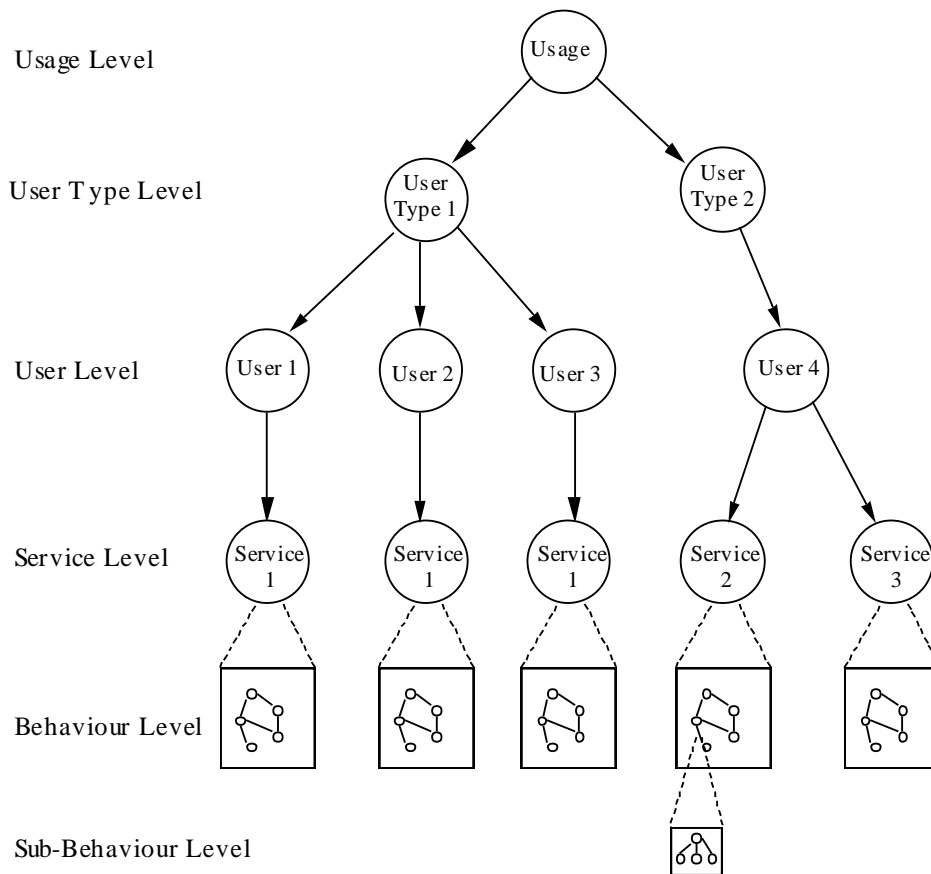 Usage Level
Usage
User Type Level
User
Type 1
User
Type 2
User Level
User 1
User 2
User 3
User 4
Service Level
Service
1
Service
1
Service
1
Service
2
Service
3
Behaviour Level
Sub-Behaviour Level